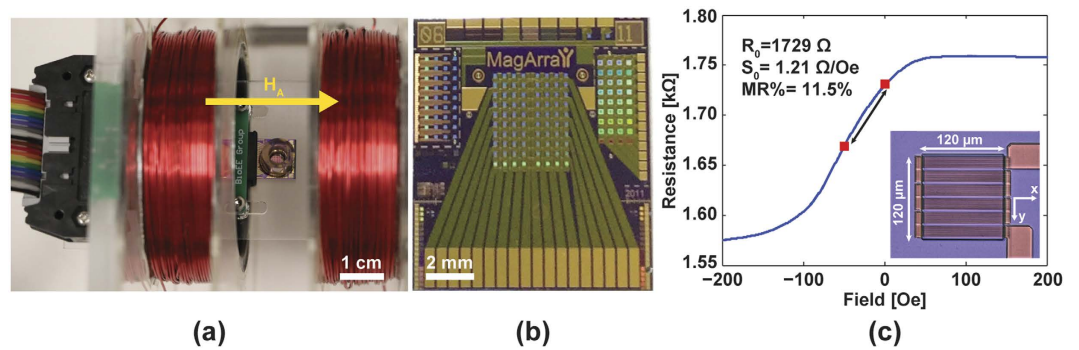 H_A
BioEE Group
1 cm
(a)
06
11
MagArray
2011
2 mm
(b)
Resistance [kΩ]
1.80
1.75
1.70
1.65
1.60
1.55
R₀=1729 Ω
S₀= 1.21 Ω/Oe
MR%= 11.5%
120 µm
120 µm
x
y
−200
−100
0
100
200
Field [Oe]
(c)